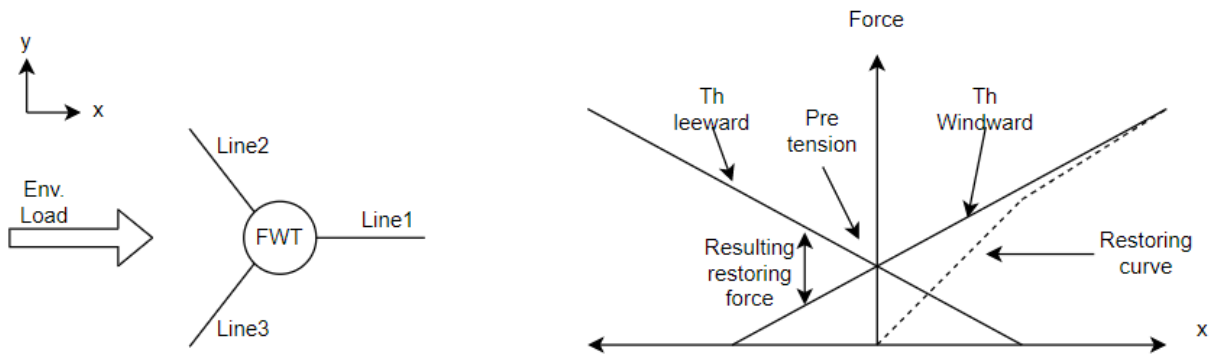 y
x
Line2
Env.
Load
FWT
Line1
Line3
Force
Th
leeward
Pre
tension
Th
Windward
Resulting
restoring
force
Restoring
curve
x